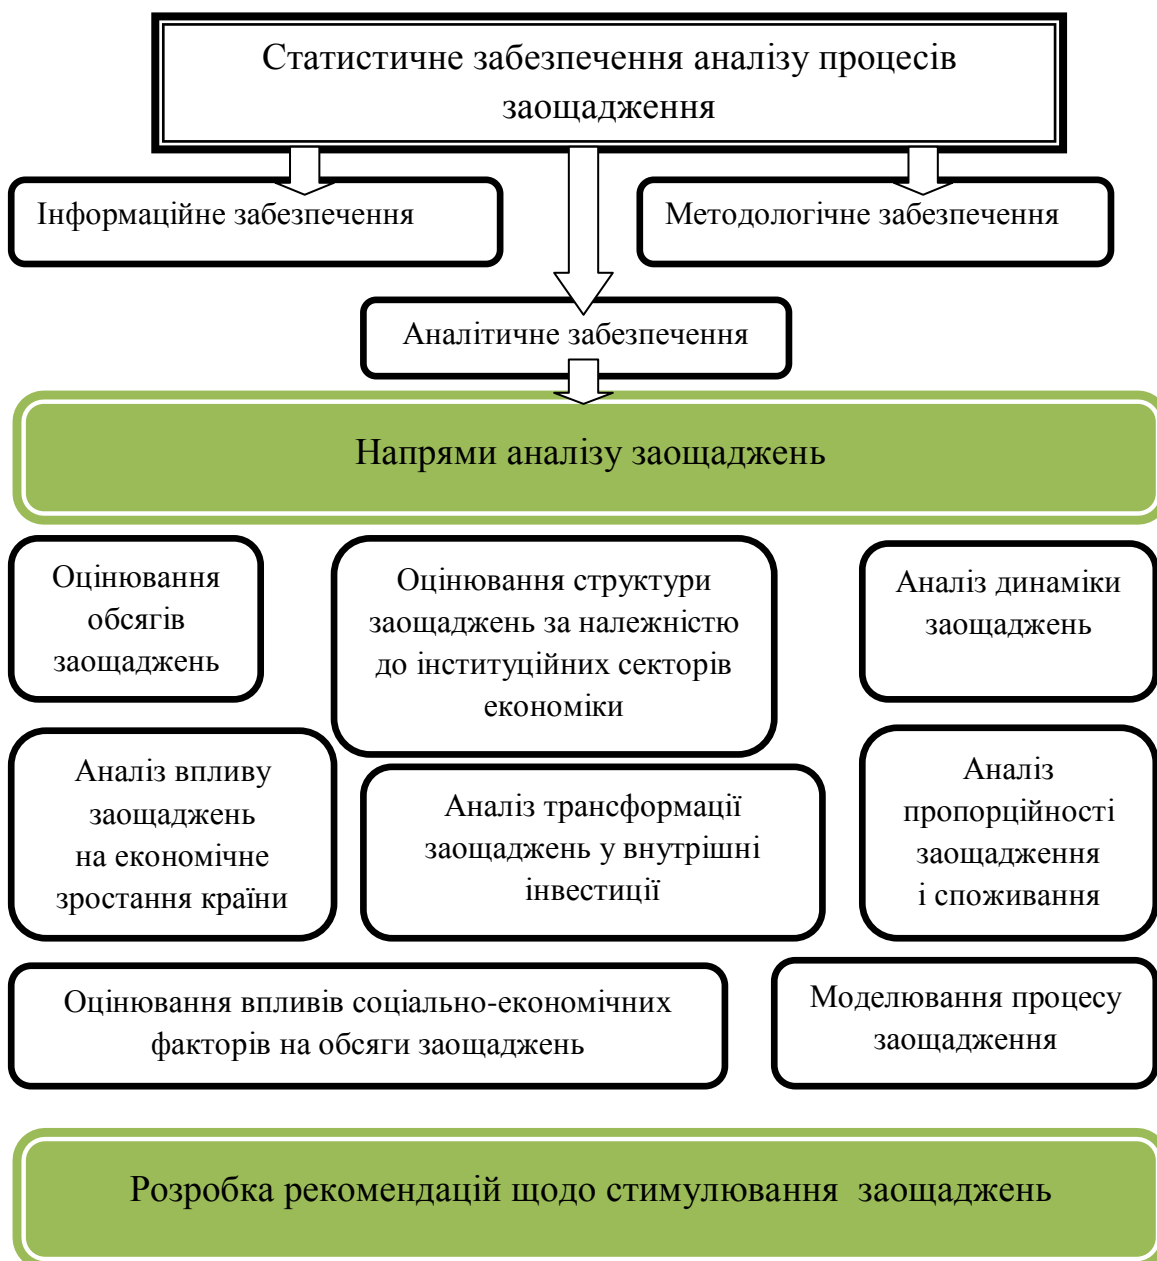 Статистичне забезпечення аналізу процесів
заощадження
Інформаційне забезпечення
Методологічне забезпечення
Аналітичне забезпечення
Напрями аналізу заощаджень
Оцінювання
обсягів
заощаджень
Оцінювання структури
заощаджень за належністю
до інституційних секторів
економіки
Аналіз динаміки
заощаджень
Аналіз впливу
заощаджень
на економічне
зростання країни
Аналіз трансформації
заощаджень у внутрішні
інвестиції
Аналіз
пропорційності
заощадження
і споживання
Оцінювання впливів соціально-економічних
факторів на обсяги заощаджень
Моделювання процесу
заощадження
Розробка рекомендацій щодо стимулювання заощаджень